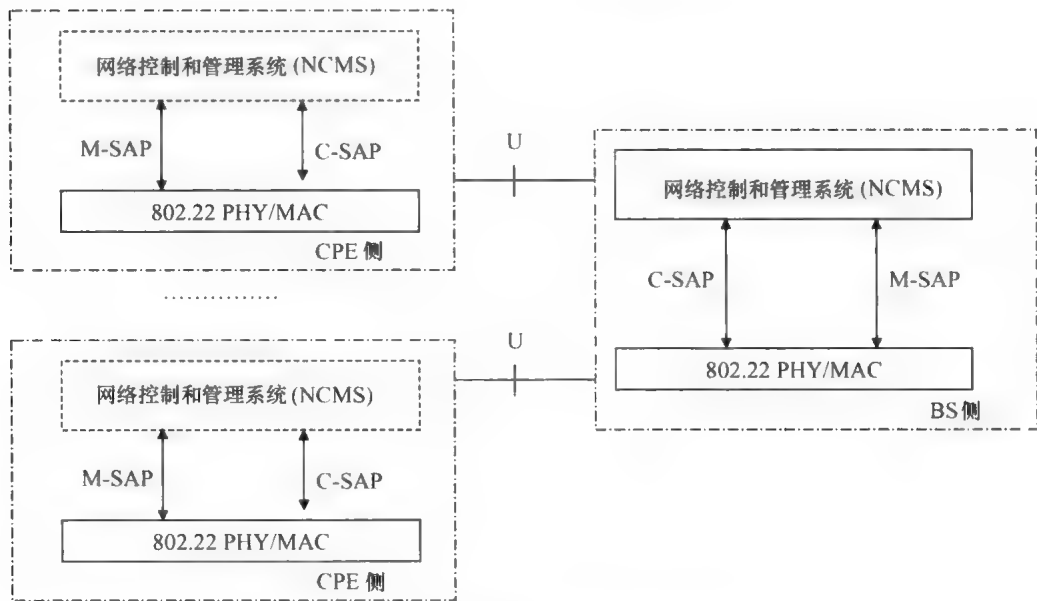 网络控制和管理系统(NCMS)
M-SAP
C-SAP
802.22 PHY/MAC
CPE 侧
U
网络控制和管理系统(NCMS)
C-SAP
M-SAP
802.22 PHY/MAC
BS侧
U
网络控制和管理系统(NCMS)
M-SAP
C-SAP
802.22 PHY/MAC
CPE 侧